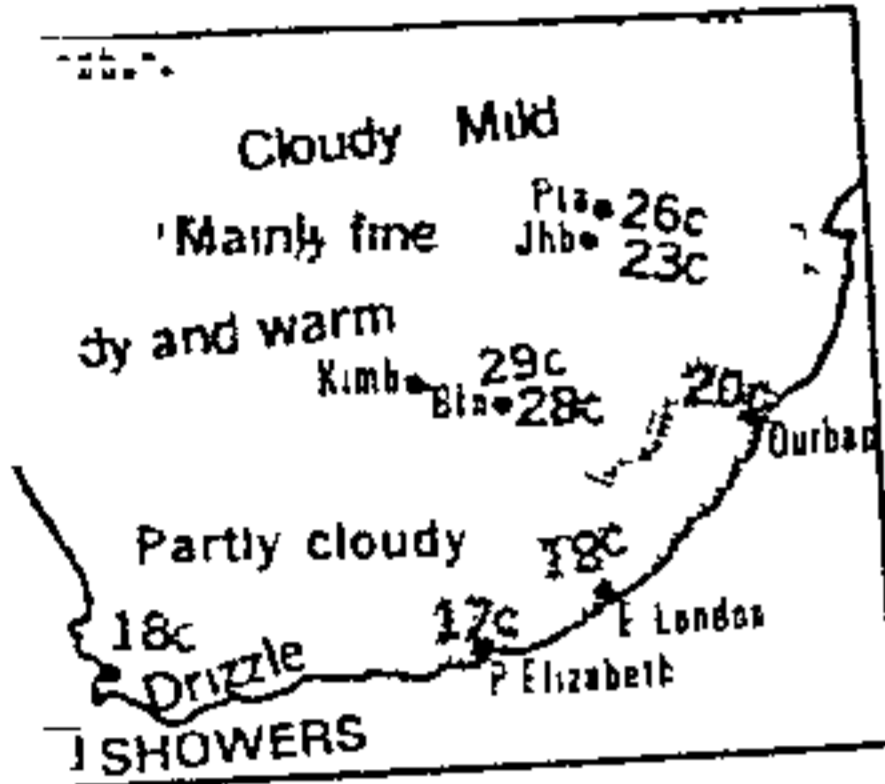 Cloudy Mild
Pta 26c
Mainly fine Jhb 23c
dy and warm
29c
Kimb
Bfn 28c 20c
Durban
Partly cloudy 18c
18c 17c
E London
Drizzle P Elizabeth
SHOWERS